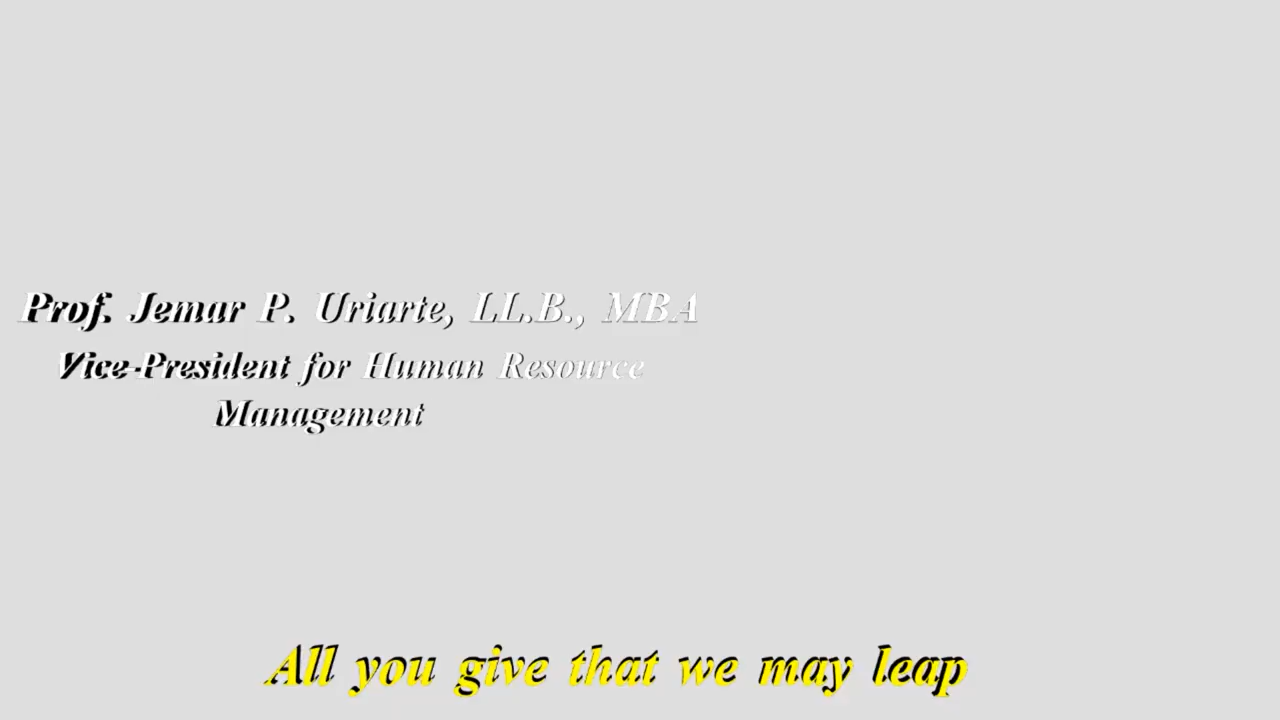 Prof. Jemar P. Uriarte, LL.B., MBA
Vice-President for Human Resource
Management
All you give that we may leap